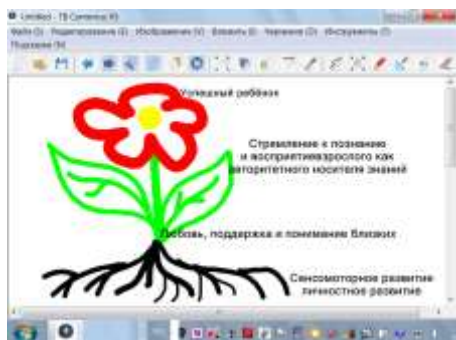 Успешный ребёнок
Стремление к познанию
и восприятиевзрослого как
авторитетного носителя знаний
Любовь, поддержка и понимание близких
Сенсомоторное развитие
личностное развитие